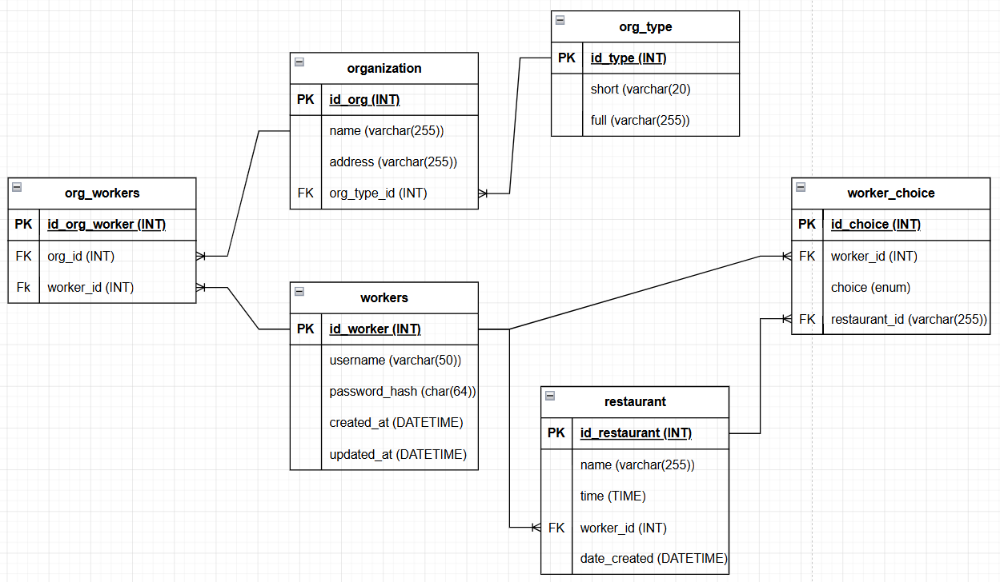 org_type
PK id_type (INT)
short (varchar(20)
full (varchar(255))
organization
PK id_org (INT)
name (varchar(255))
address (varchar(255))
FK org_type_id (INT)
org_workers
PK id_org_worker (INT)
FK org_id (INT)
Fk worker_id (INT)
worker_choice
PK id_choice (INT)
FK worker_id (INT)
choice (enum)
FK restaurant_id (varchar(255))
workers
PK id_worker (INT)
username (varchar(50))
password_hash (char(64))
created_at (DATETIME)
updated_at (DATETIME)
restaurant
PK id_restaurant (INT)
name (varchar(255))
time (TIME)
FK worker_id (INT)
date_created (DATETIME)